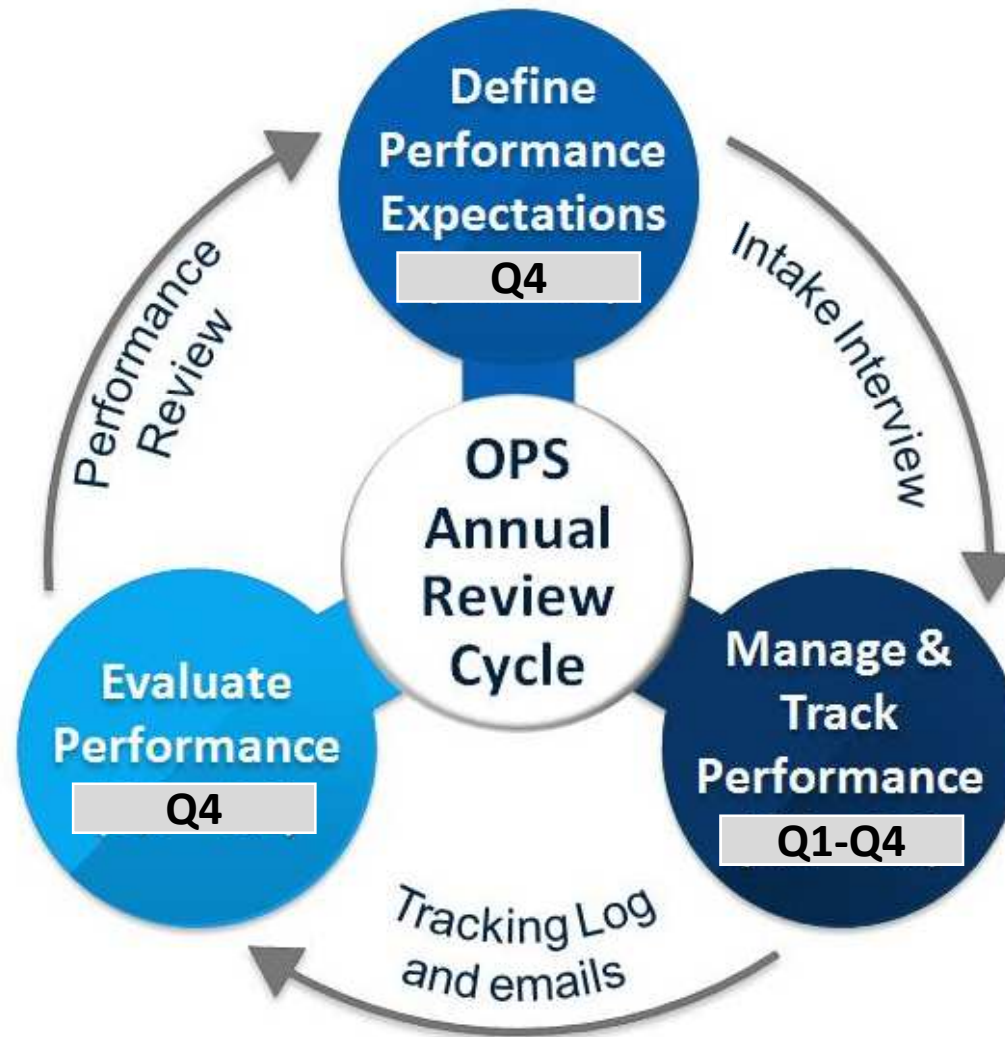 Define
Performance
Expectations
Q4
Intake Interview
Manage &
Track
Performance
Q1-Q4
Tracking Log
and emails
Evaluate
Performance
Q4
Performance
Review
OPS
Annual
Review
Cycle